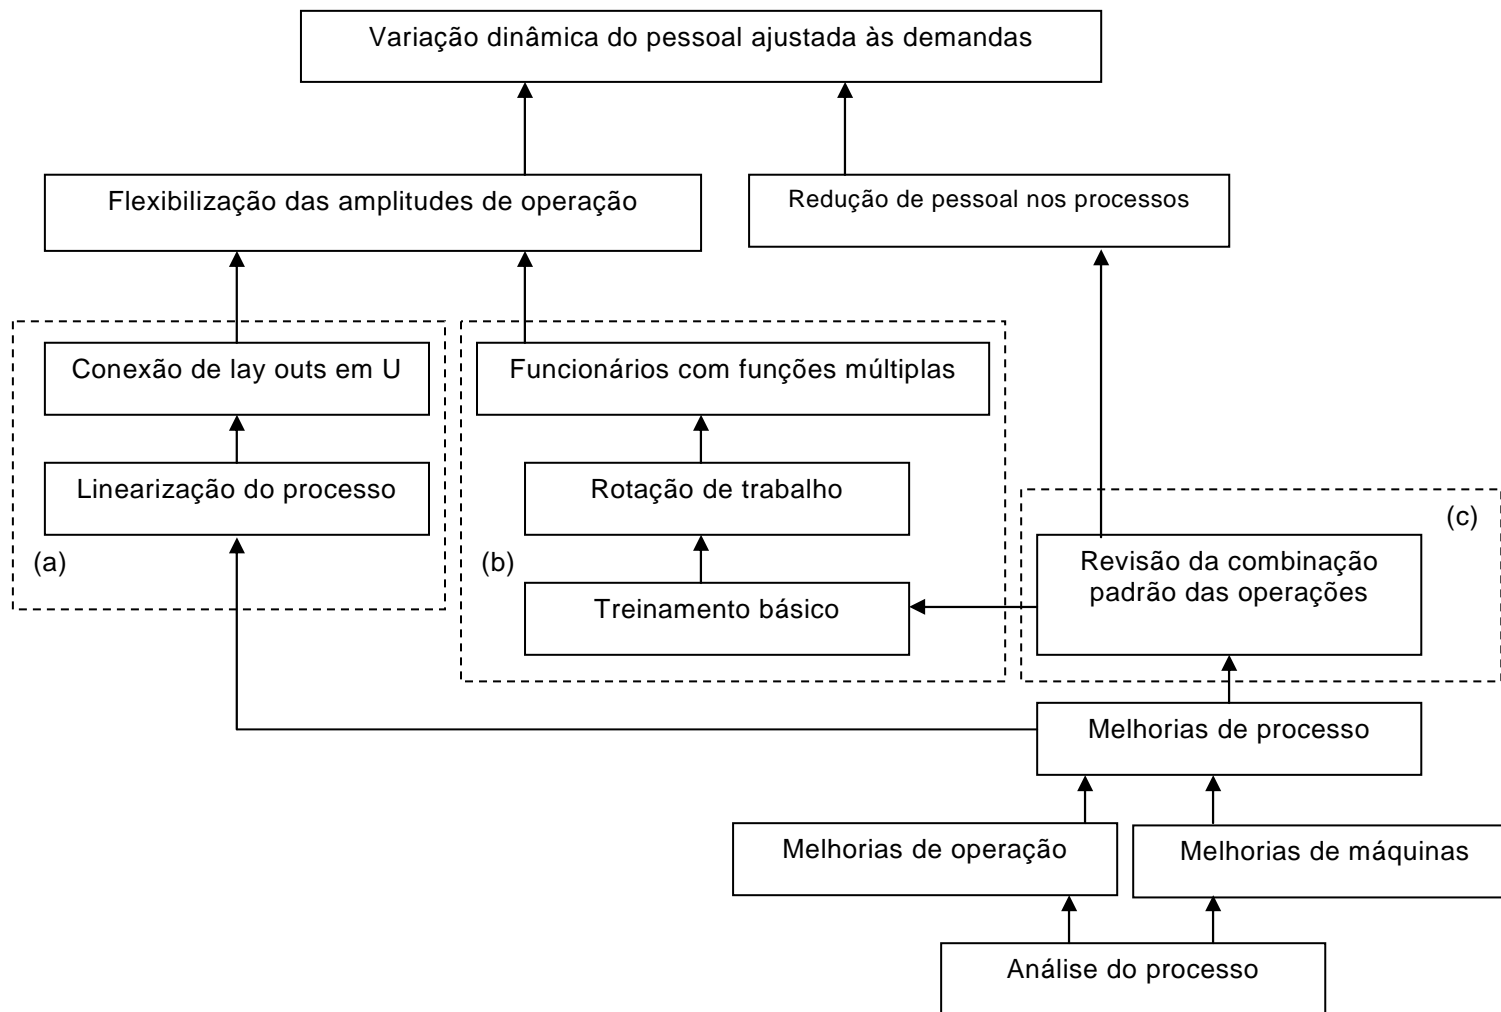 Variação dinâmica do pessoal ajustada às demandas
Flexibilização das amplitudes de operação
Redução de pessoal nos processos
Conexão de lay outs em U
Funcionários com funções múltiplas
Linearização do processo
Rotação de trabalho
(c)
(a)
(b)
Revisão da combinação
padrão das operações
Treinamento básico
Melhorias de processo
Melhorias de operação
Melhorias de máquinas
Análise do processo